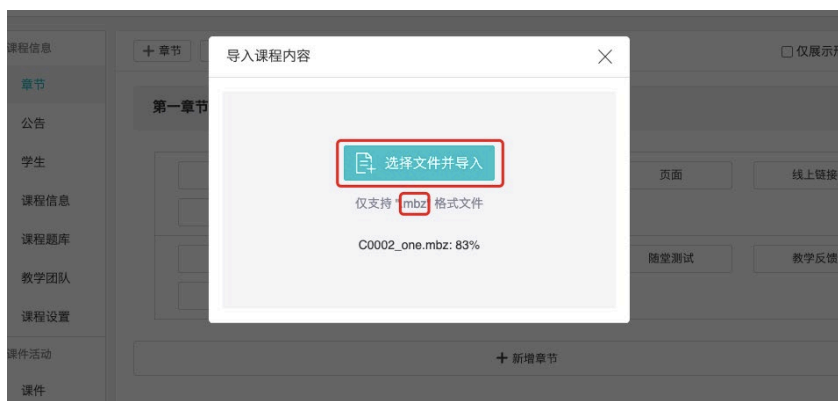 课程信息
章节
公告
学生
课程信息
课程题库
教学团队
课程设置
课件活动
课件
章节
仅展示
第一章节
导入课程内容
选择文件并导入
仅支持 "mbz" 格式文件
C0002_one.mbz: 83%
页面
线上链接
随堂测试
教学反馈
新增章节